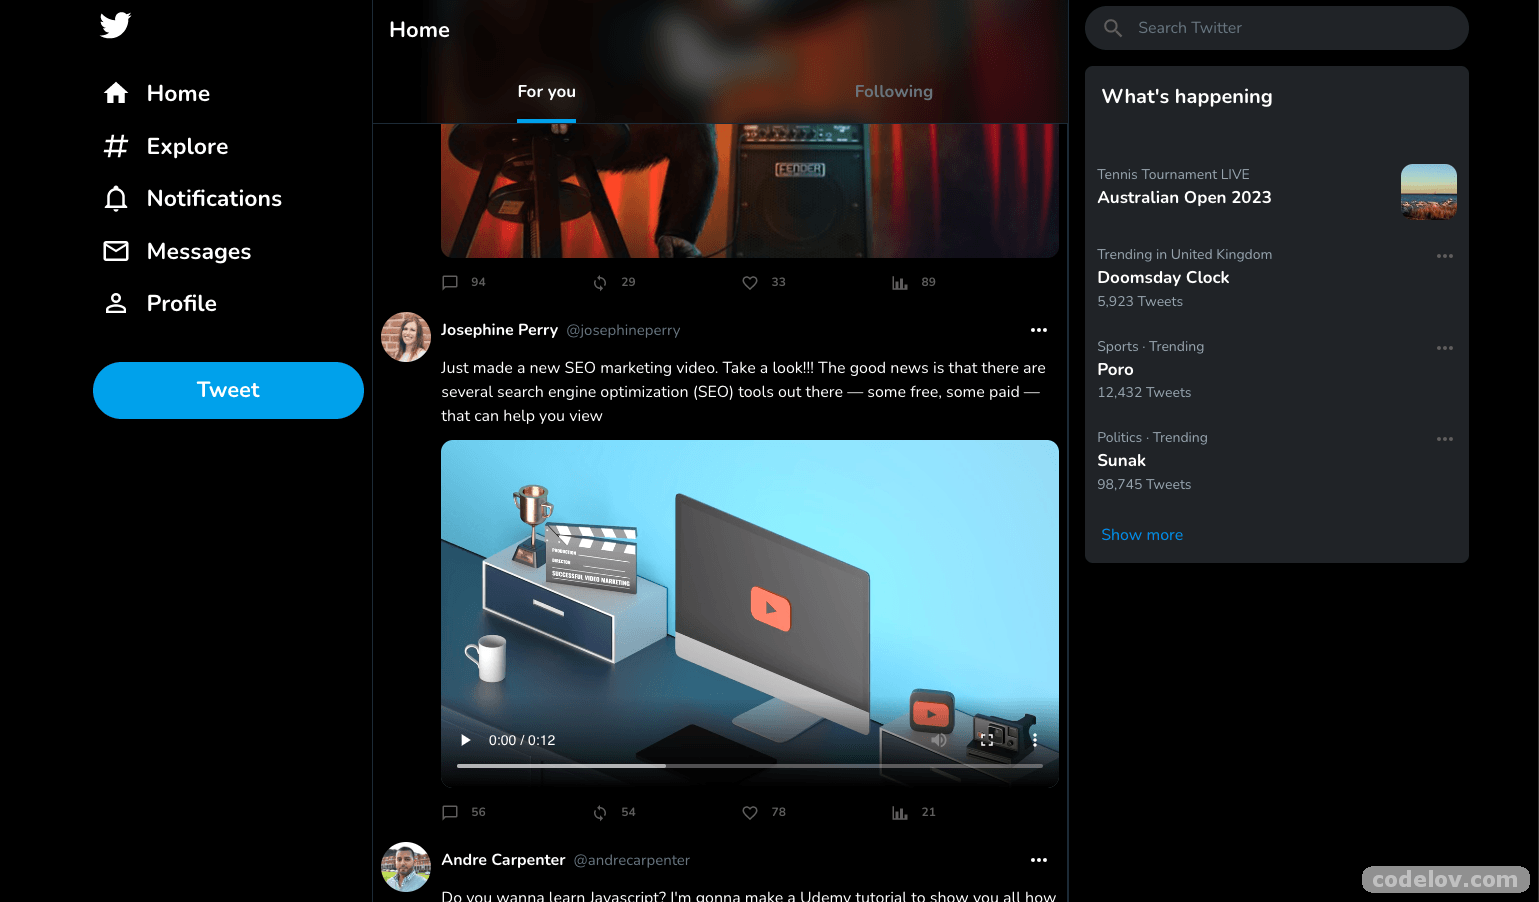 Home
Explore
Notifications
Messages
Profile
Tweet
Home
For you
Following
FENDER
94 29 33 89
Josephine Perry @josephineperry
Just made a new SEO marketing video. Take a look!!! The good news is that there are
several search engine optimization (SEO) tools out there — some free, some paid —
that can help you view
PRODUCTION
DIRECTOR
SUCCESSFUL VIDEO MARKETING
0:00 / 0:12
56 54 78 21
Andre Carpenter @andrecarpenter
Do you wanna learn Javascript? I'm gonna make a Udemy tutorial to show you all how
Search Twitter
What's happening
Tennis Tournament LIVE
Australian Open 2023
Trending in United Kingdom
Doomsday Clock
5,923 Tweets
Sports · Trending
Poro
12,432 Tweets
Politics · Trending
Sunak
98,745 Tweets
Show more
codelov.com